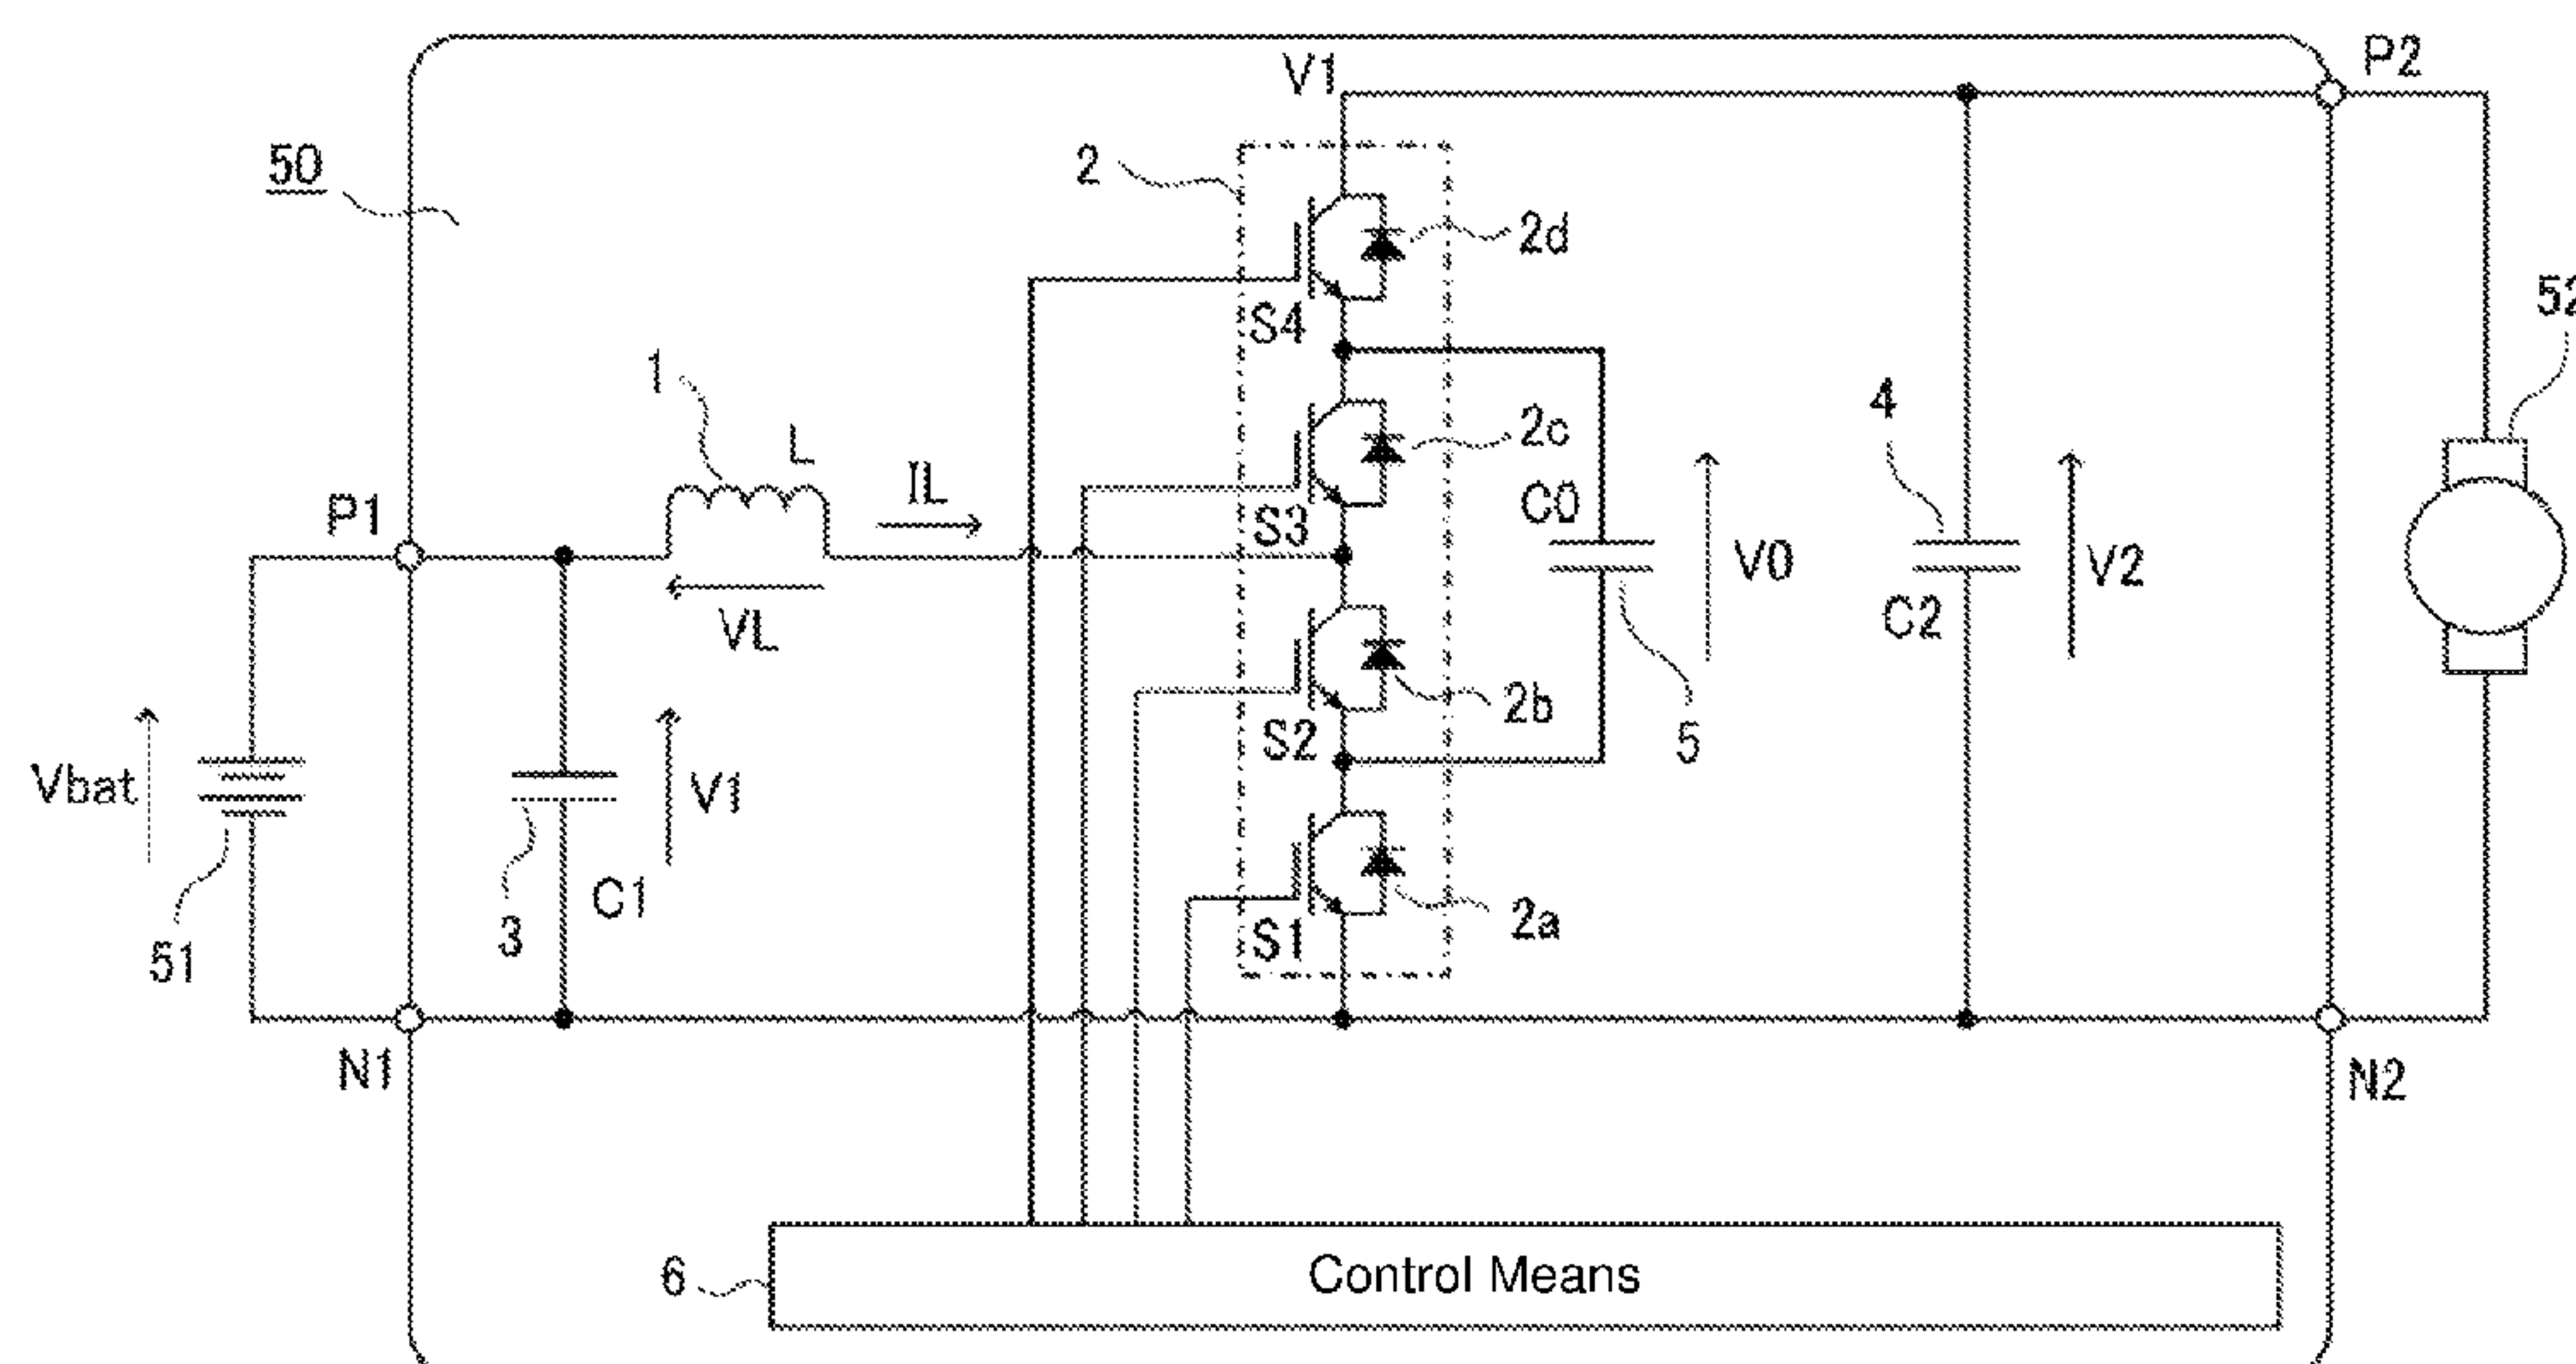 V1
P2
50
2
2d
S4
52
1
L
2c
4
IL
C0
P1
S3
V0
V2
VL
C2
2b
S2
5
Vbat
V1
C1
2a
S1
3
51
N1
N2
6
Control Means